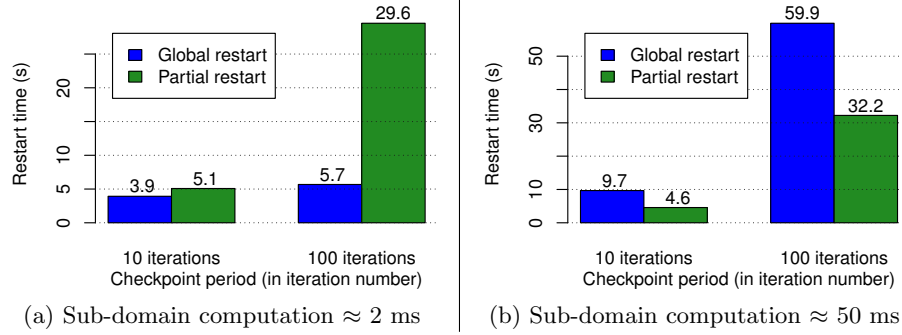 29.6
Global restart
Partial restart
Restart time (s)
0
5
15
25
3.9
5.1
5.7
10 iterations
100 iterations
Checkpoint period (in iteration number)
(a) Sub-domain computation ≈ 2 ms
59.9
Global restart
Partial restart
Restart time (s)
0
10
30
50
9.7
4.6
32.2
10 iterations
100 iterations
Checkpoint period (in iteration number)
(b) Sub-domain computation ≈ 50 ms